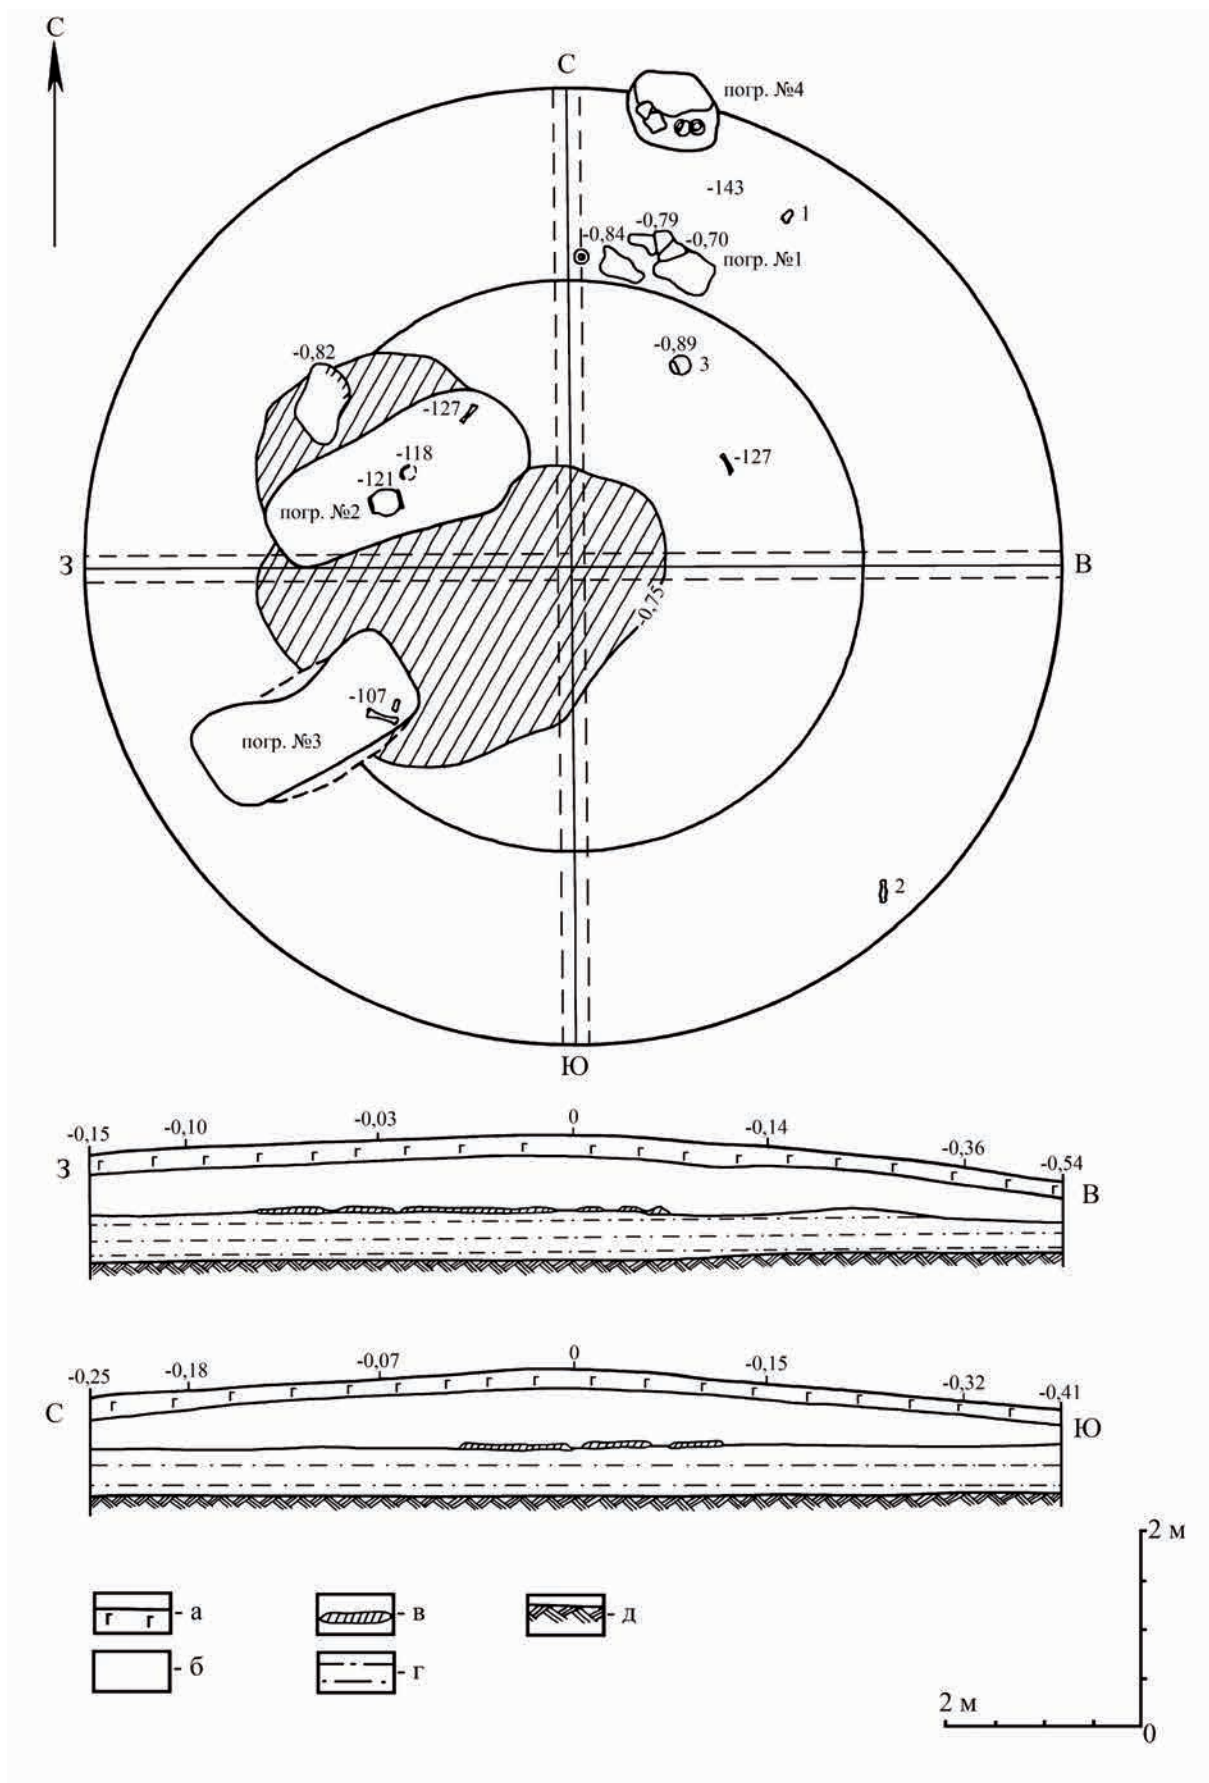 С
С
погр. №4
-143
1
-0,79
-0,84
-0,70
погр. №1
-0,82
-0,89
3
-127
-118
-127
-121
погр. №2
З
В
-0,75
-107
погр. №3
2
Ю
-0,15
-0,10
-0,03
0
-0,14
-0,36
-0,54
З
В
г г г г г г г г г г г г г г г г г г г
-0,25
-0,18
-0,07
0
-0,15
-0,32
-0,41
С
Ю
г г г г г г г г г г г г г г г г г
2 м
г г
- а
- в
- д
- б
- г
2 м
0